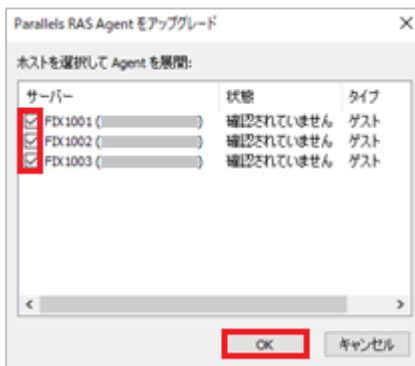 Parallels RAS Agent をアップグレード
ホストを選択して Agent を展開:
サーバー 状態 タイプ
FIX1001 ( ) 確認されていません ゲスト
FIX1002 ( ) 確認されていません ゲスト
FIX1003 ( ) 確認されていません ゲスト
OK キャンセル